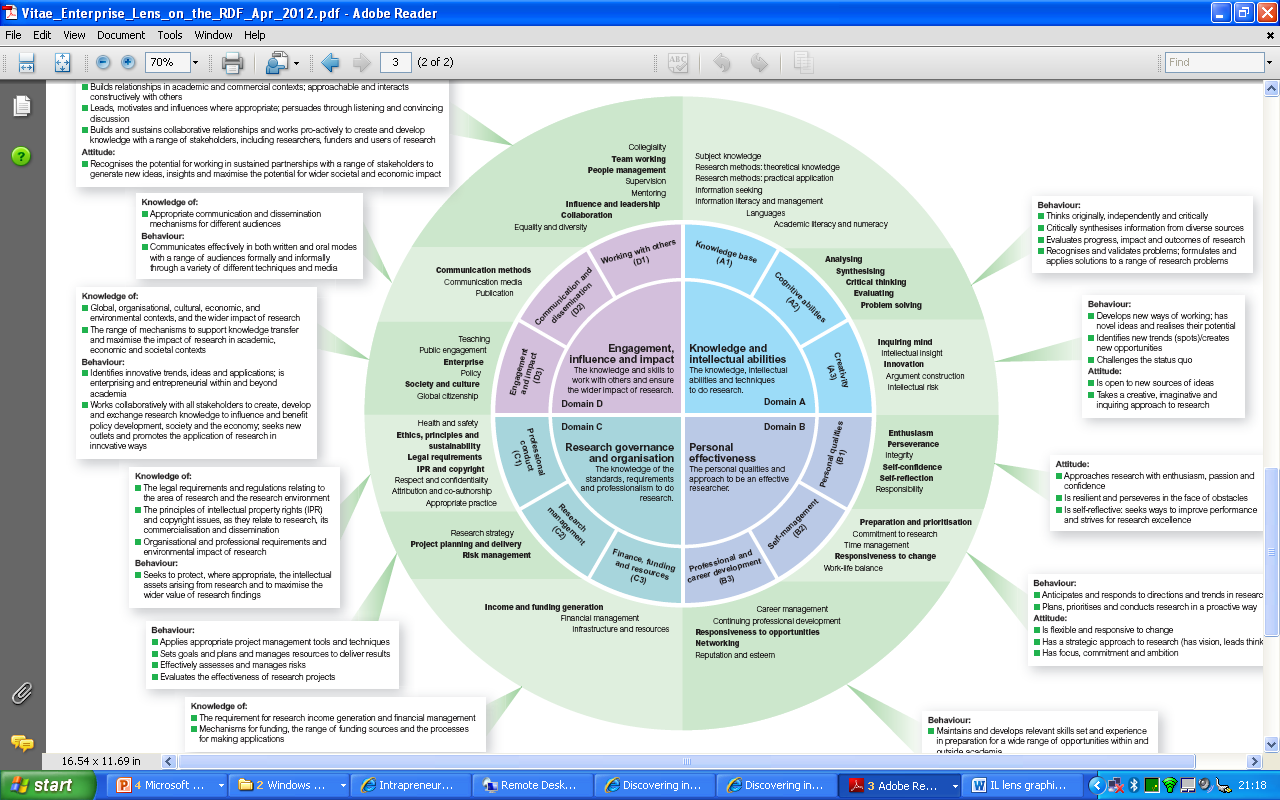 Vitae_Enterprise_Lens_on_the_RDF_Apr_2012.pdf - Adobe Reader
File Edit View Document Tools Window Help
70% 3 (2 of 2) Find
Builds relationships in academic and commercial contexts; approachable and interacts
constructively with others
Leads, motivates and influences where appropriate; persuades through listening and convincing
discussion
Builds and sustains collaborative relationships and works pro-actively to create and develop
knowledge with a range of stakeholders, including researchers, funders and users of research
Attitude:
Recognises the potential for working in sustained partnerships with a range of stakeholders to
generate new ideas, insights and maximise the potential for wider societal and economic impact
Knowledge of:
Appropriate communication and dissemination
mechanisms for different audiences
Behaviour:
Communicates effectively in both written and oral modes
with a range of audiences formally and informally
through a variety of different techniques and media
Knowledge of:
Global, organisational, cultural, economic, and
environmental contexts, and the wider impact of research
The range of mechanisms to support knowledge transfer
and maximise the impact of research in academic,
economic and societal contexts
Behaviour:
Identifies innovative trends, ideas and applications; is
enterprising and entrepreneurial within and beyond
academia
Works collaboratively with all stakeholders to create, develop
and exchange research knowledge to influence and benefit
policy development, society and the economy; seeks new
outlets and promotes the application of research in
innovative ways
Knowledge of:
The legal requirements and regulations relating to
the area of research and the research environment
The principles of intellectual property rights (IPR)
and copyright issues, as they relate to research, its
commercialisation and dissemination
Organisational and professional requirements and
environmental impact of research
Behaviour:
Seeks to protect, where appropriate, the intellectual
assets arising from research and to maximise the
wider value of research findings
Behaviour:
Applies appropriate project management tools and techniques
Sets goals and plans and manages resources to deliver results
Effectively assesses and manages risks
Evaluates the effectiveness of research projects
Knowledge of:
The requirement for research income generation and financial management
Mechanisms for funding, the range of funding sources and the processes
for making applications
Collegiality
Team working
People management
Supervision
Mentoring
Influence and leadership
Collaboration
Equality and diversity
Communication methods
Communication media
Publication
Teaching
Public engagement
Enterprise
Policy
Society and culture
Global citizenship
Health and safety
Ethics, principles and
sustainability
Legal requirements
IPR and copyright
Respect and confidentiality
Attribution and co-authorship
Appropriate practice
Research strategy
Project planning and delivery
Risk management
Income and funding generation
Financial management
Infrastructure and resources
Working with others
(D1)
Communication and
dissemination
(D2)
Engagement
and impact
(D3)
Engagement,
influence and impact
The knowledge and skills to
work with others and ensure
the wider impact of research.
Domain D
Professional
conduct
(C1)
Research
management
(C2)
Finance, funding
and resources
(C3)
Domain C
Research governance
and organisation
The knowledge of the
standards, requirements
and professionalism to do
research.
Knowledge base
(A1)
Cognitive abilities
(A2)
Creativity
(A3)
Knowledge and
intellectual abilities
The knowledge, intellectual
abilities and techniques
to do research.
Domain A
Domain B
Personal
effectiveness
The personal qualities and
approach to be an effective
researcher.
Personal qualities
(B1)
Self-management
(B2)
Professional and
career development
(B3)
Subject knowledge
Research methods: theoretical knowledge
Research methods: practical application
Information seeking
Information literacy and management
Languages
Academic literacy and numeracy
Analysing
Synthesising
Critical thinking
Evaluating
Problem solving
Inquiring mind
Intellectual insight
Innovation
Argument construction
Intellectual risk
Enthusiasm
Perseverance
Integrity
Self-confidence
Self-reflection
Responsibility
Preparation and prioritisation
Commitment to research
Time management
Responsiveness to change
Work-life balance
Career management
Continuing professional development
Responsiveness to opportunities
Networking
Reputation and esteem
Behaviour:
Thinks originally, independently and critically
Critically synthesises information from diverse sources
Evaluates progress, impact and outcomes of research
Recognises and validates problems; formulates and
applies solutions to a range of research problems
Behaviour:
Develops new ways of working; has
novel ideas and realises their potential
Identifies new trends (spots)/creates
new opportunities
Challenges the status quo
Attitude:
Is open to new sources of ideas
Takes a creative, imaginative and
inquiring approach to research
Attitude:
Approaches research with enthusiasm, passion and
confidence
Is resilient and perseveres in the face of obstacles
Is self-reflective: seeks ways to improve performance
and strives for research excellence
Behaviour:
Anticipates and responds to directions and trends in researc
Plans, prioritises and conducts research in a proactive way
Attitude:
Is flexible and responsive to change
Has a strategic approach to research (has vision, leads think
Has focus, commitment and ambition
Behaviour:
Maintains and develops relevant skills set and experience
in preparation for a wide range of opportunities within and
outside academia
16.54 x 11.69 in
start 4 Microsoft ... 2 Windows ... Intrapreneur... Remote Desk... Discovering in... Discovering in... 3 Adobe Re... IL lens graphi... 21:18